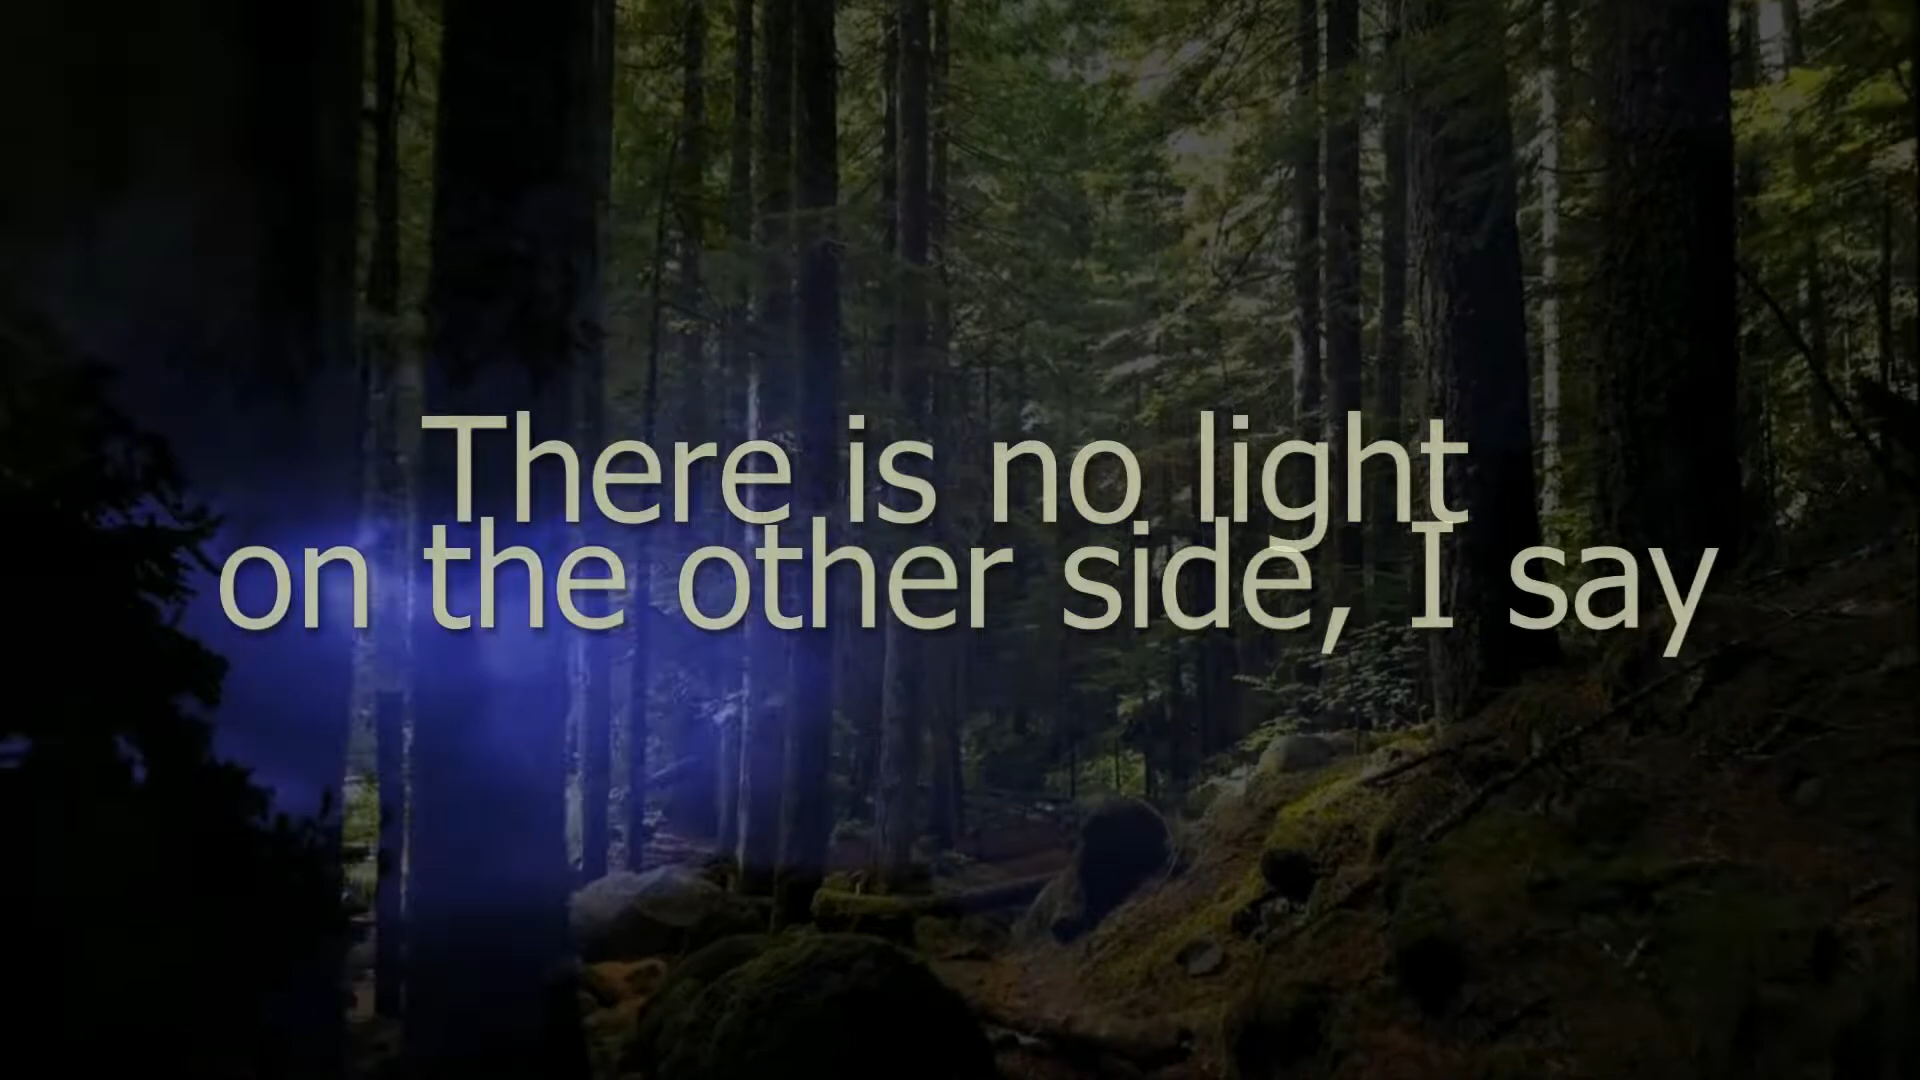 There is no light
on the other side, I say